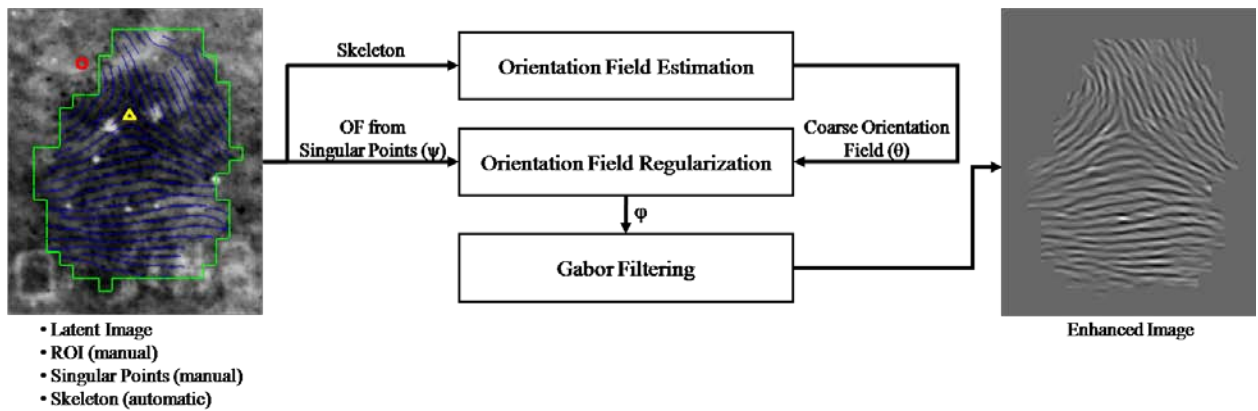 Skeleton
Orientation Field Estimation
OF from
Singular Points (ψ)
Coarse Orientation
Field (θ)
Orientation Field Regularization
φ
Gabor Filtering
• Latent Image
• ROI (manual)
• Singular Points (manual)
• Skeleton (automatic)
Enhanced Image